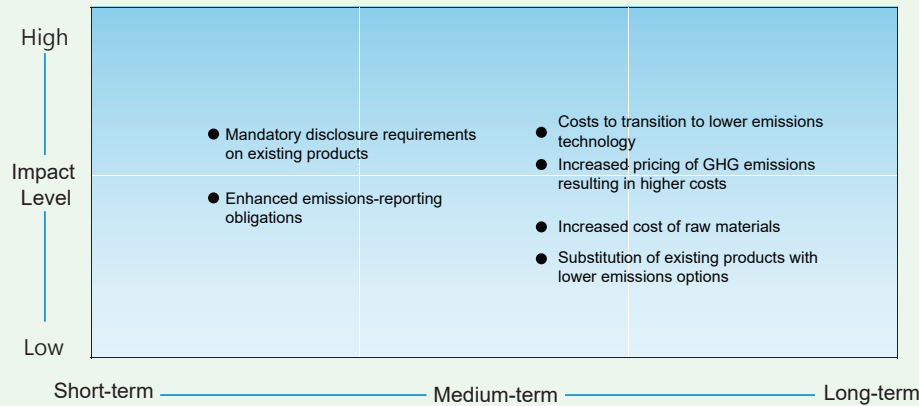 High
Impact
Level
Low
Mandatory disclosure requirements
on existing products
Enhanced emissions-reporting
obligations
Costs to transition to lower emissions
technology
Increased pricing of GHG emissions
resulting in higher costs
Increased cost of raw materials
Substitution of existing products with
lower emissions options
Short-term
Medium-term
Long-term